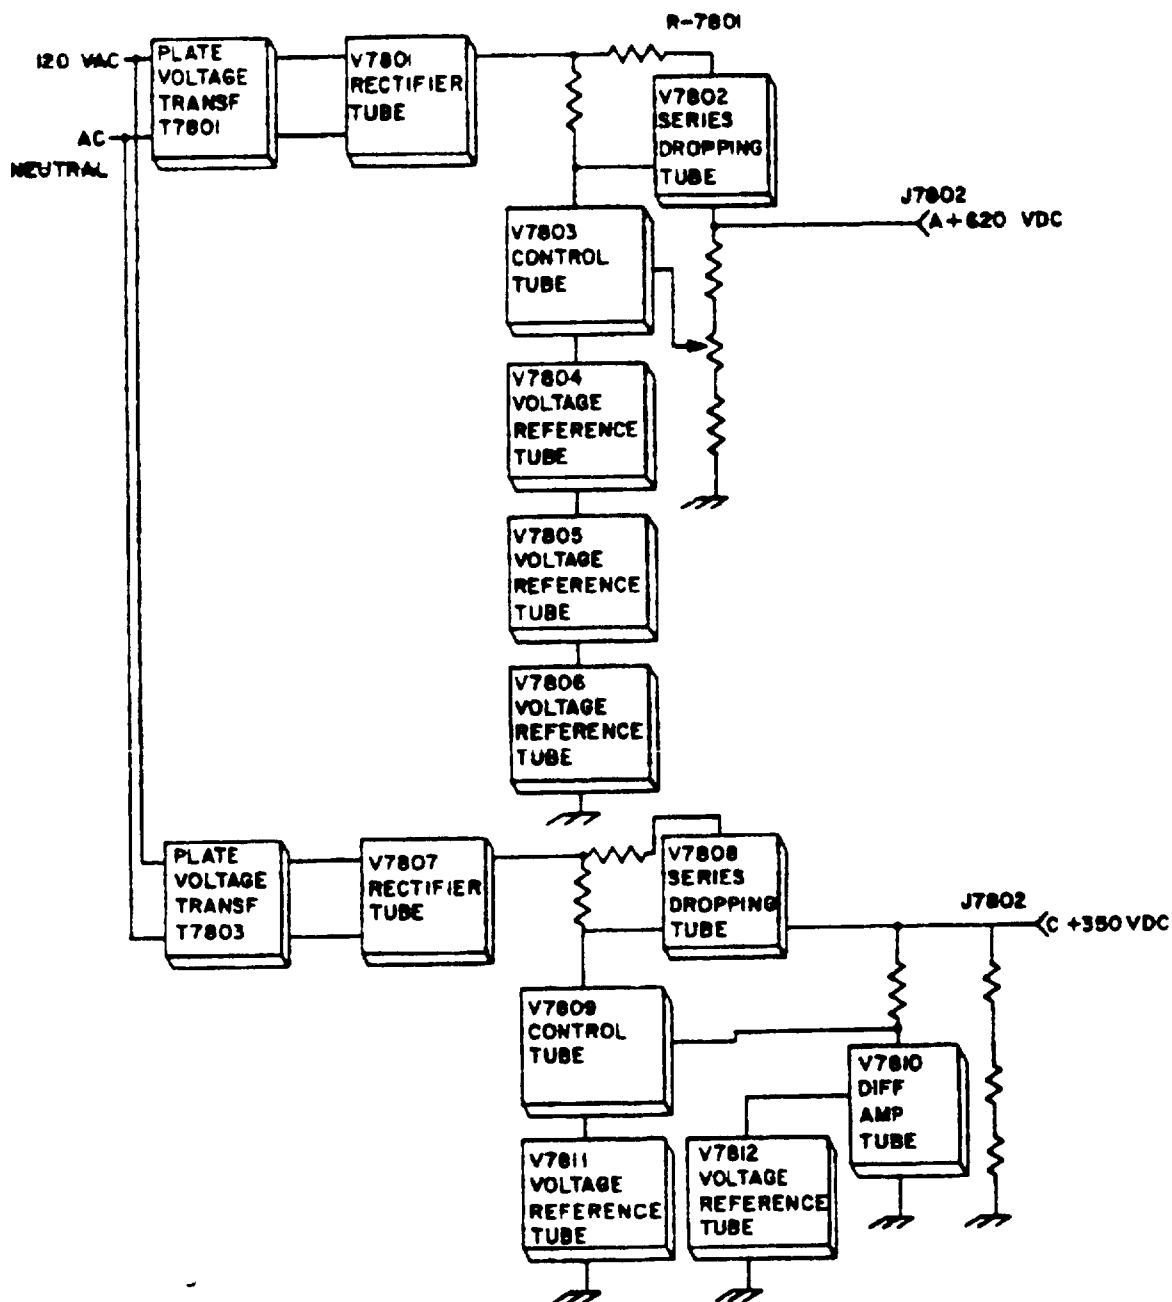 R-7801
120 VAC
PLATE
VOLTAGE
TRANSF
T7801
V7801
RECTIFIER
TUBE
V7802
SERIES
DROPPING
TUBE
AC
NEUTRAL
J7802
A+620 VDC
V7803
CONTROL
TUBE
V7804
VOLTAGE
REFERENCE
TUBE
V7805
VOLTAGE
REFERENCE
TUBE
V7806
VOLTAGE
REFERENCE
TUBE
PLATE
VOLTAGE
TRANSF
T7803
V7807
RECTIFIER
TUBE
V7808
SERIES
DROPPING
TUBE
J7802
C +350 VDC
V7809
CONTROL
TUBE
V7810
DIFF
AMP
TUBE
V7811
VOLTAGE
REFERENCE
TUBE
V7812
VOLTAGE
REFERENCE
TUBE